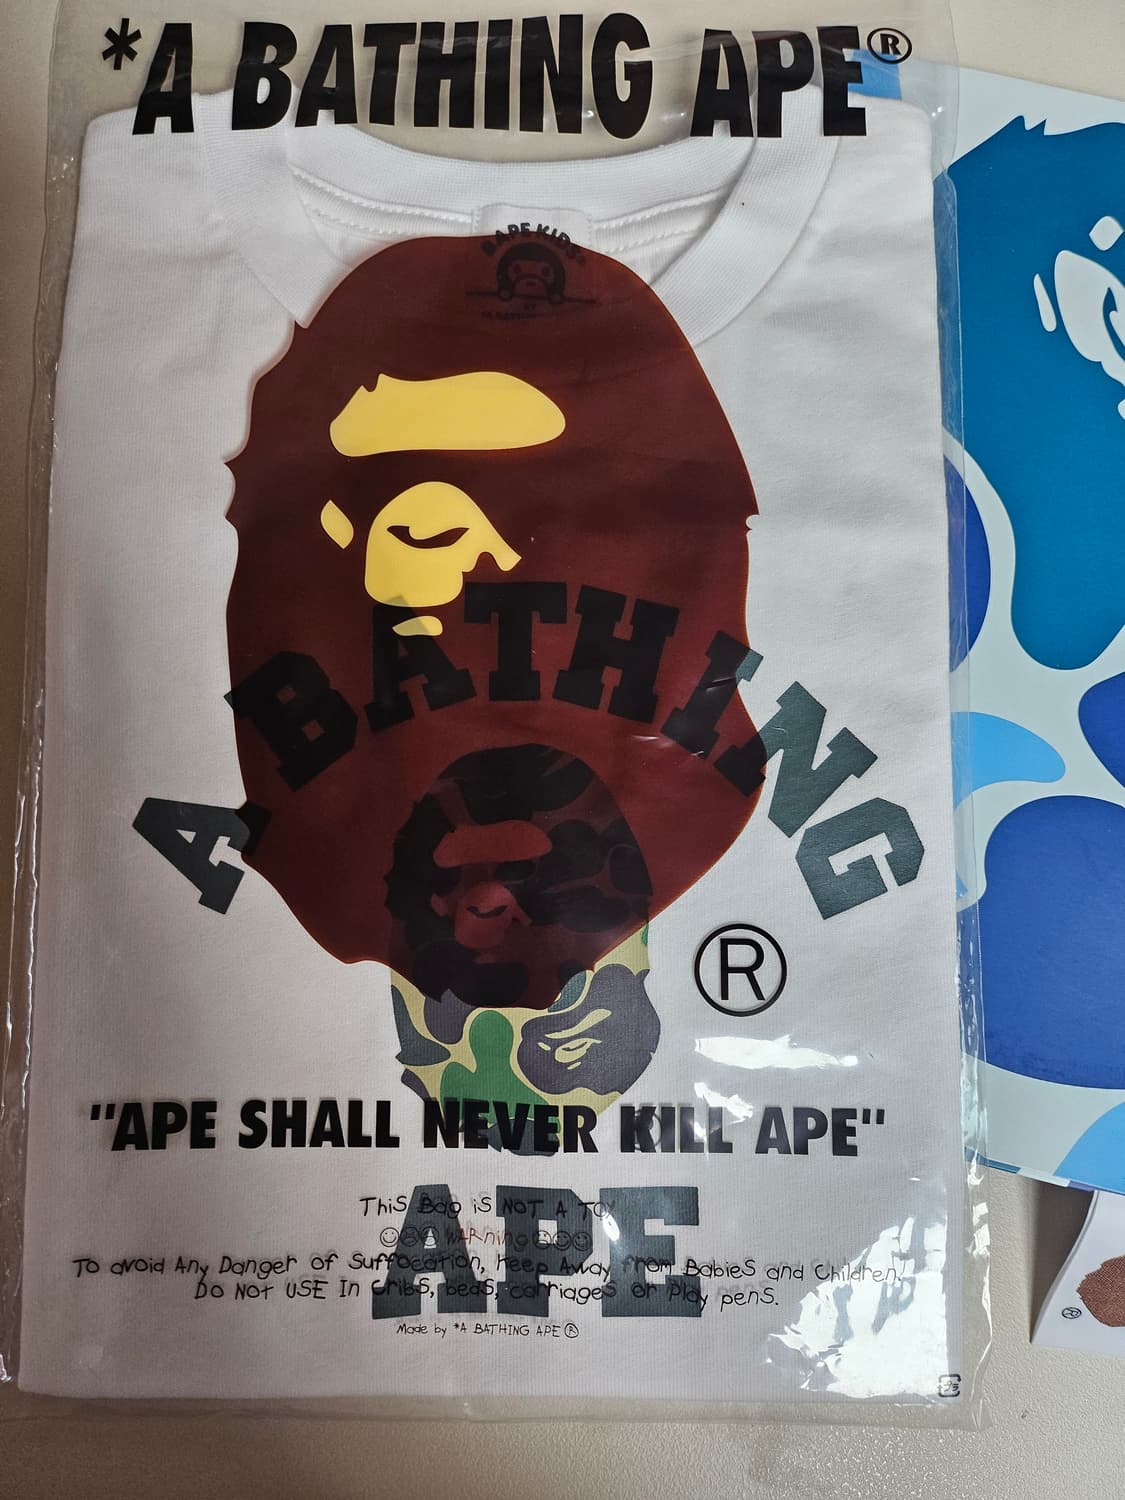 *A BATHING APE®
BAPE KIDS®
BY
A BATHING
®
"APE SHALL NEVER KILL APE"
APE
This Bag is NOT A TOY
WARning
To avoid Any Danger of Suffocation, Keep Away from Babies and Children!
Do Not USE In Cribs, beds, carriages or Play pens.
Made by *A BATHING APE®